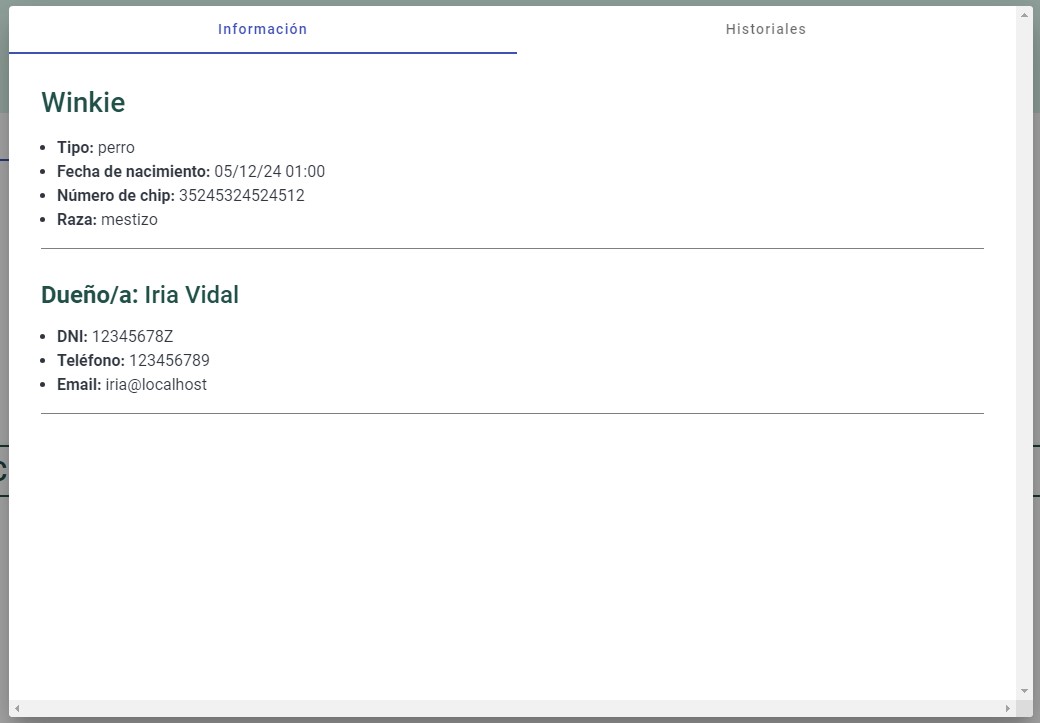 Información
Historiales
Winkie
Tipo: perro
Fecha de nacimiento: 05/12/24 01:00
Número de chip: 35245324524512
Raza: mestizo
Dueño/a: Iria Vidal
DNI: 12345678Z
Teléfono: 123456789
Email: iria@localhost